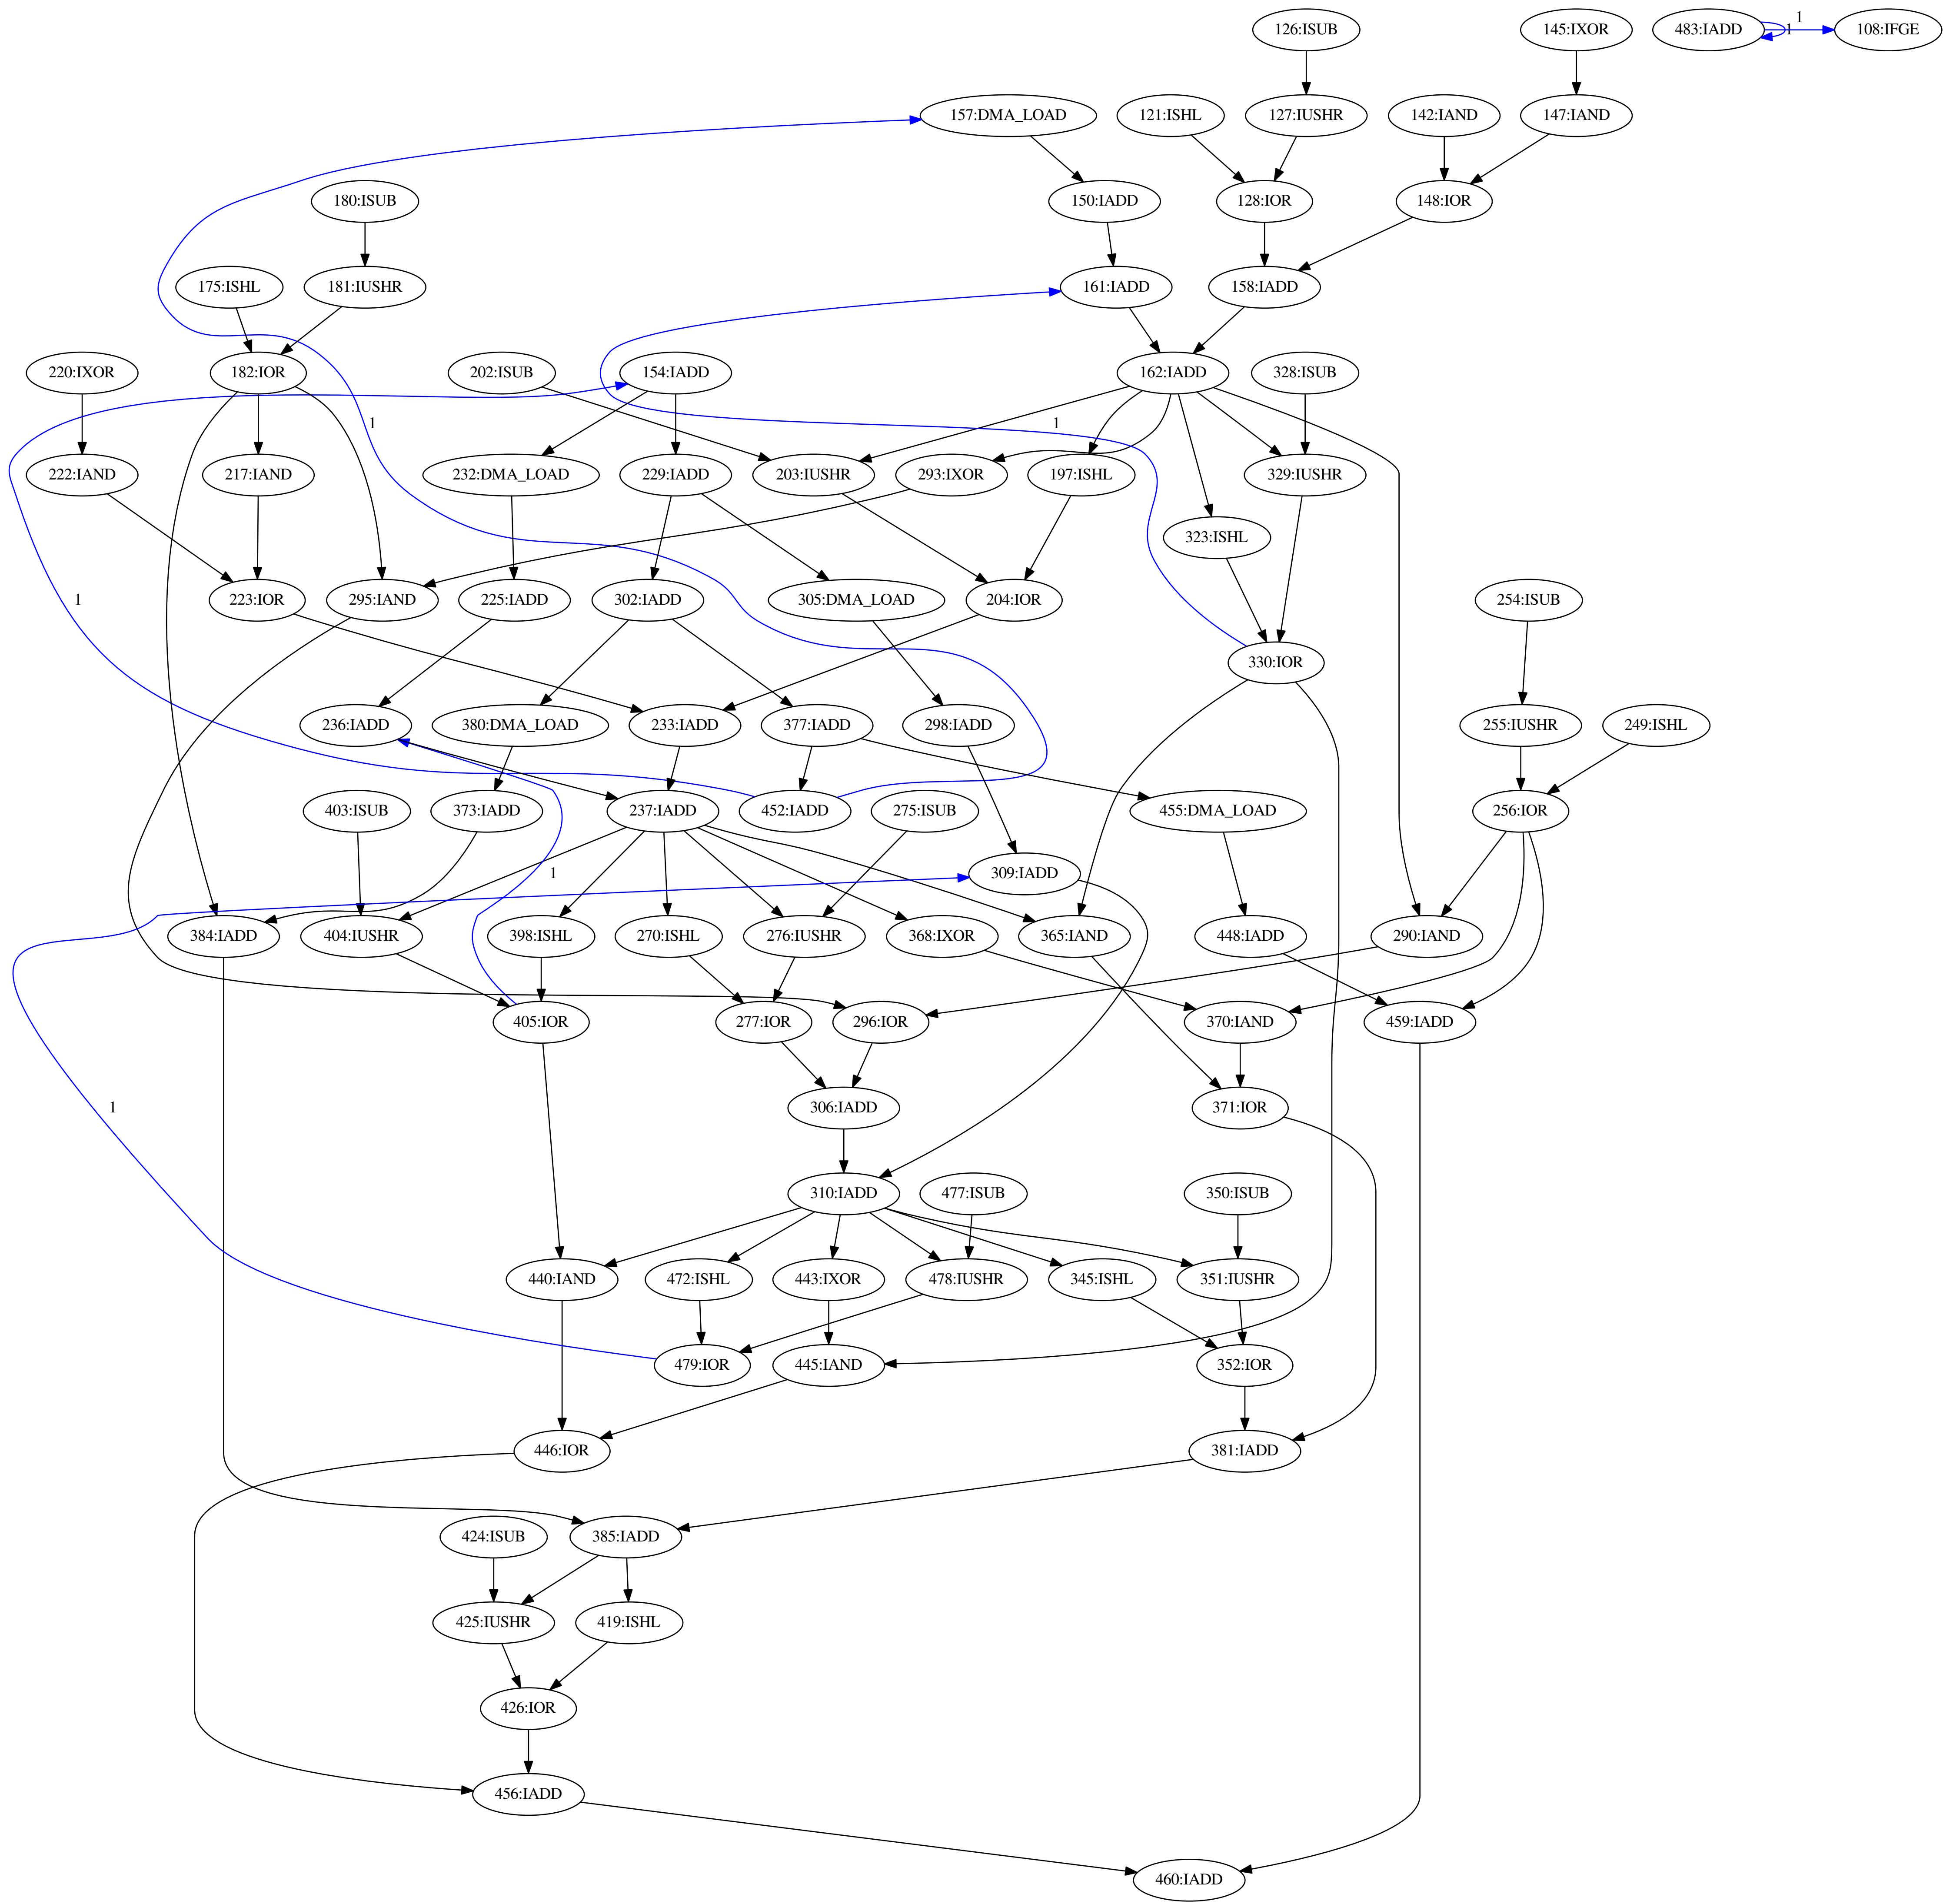 126:ISUB
145:IXOR
483:IADD
1
1
108:IFGE
157:DMA_LOAD
121:ISHL
127:IUSHR
142:IAND
147:IAND
180:ISUB
150:IADD
128:IOR
148:IOR
175:ISHL
181:IUSHR
161:IADD
158:IADD
220:IXOR
182:IOR
202:ISUB
154:IADD
162:IADD
328:ISUB
1
1
222:IAND
217:IAND
232:DMA_LOAD
229:IADD
203:IUSHR
293:IXOR
197:ISHL
329:IUSHR
323:ISHL
1
223:IOR
295:IAND
225:IADD
302:IADD
305:DMA_LOAD
204:IOR
254:ISUB
330:IOR
236:IADD
380:DMA_LOAD
233:IADD
377:IADD
298:IADD
255:IUSHR
249:ISHL
403:ISUB
373:IADD
237:IADD
452:IADD
275:ISUB
455:DMA_LOAD
256:IOR
1
309:IADD
384:IADD
404:IUSHR
398:ISHL
270:ISHL
276:IUSHR
368:IXOR
365:IAND
448:IADD
290:IAND
405:IOR
277:IOR
296:IOR
370:IAND
459:IADD
1
306:IADD
371:IOR
310:IADD
477:ISUB
350:ISUB
440:IAND
472:ISHL
443:IXOR
478:IUSHR
345:ISHL
351:IUSHR
479:IOR
445:IAND
352:IOR
446:IOR
381:IADD
424:ISUB
385:IADD
425:IUSHR
419:ISHL
426:IOR
456:IADD
460:IADD